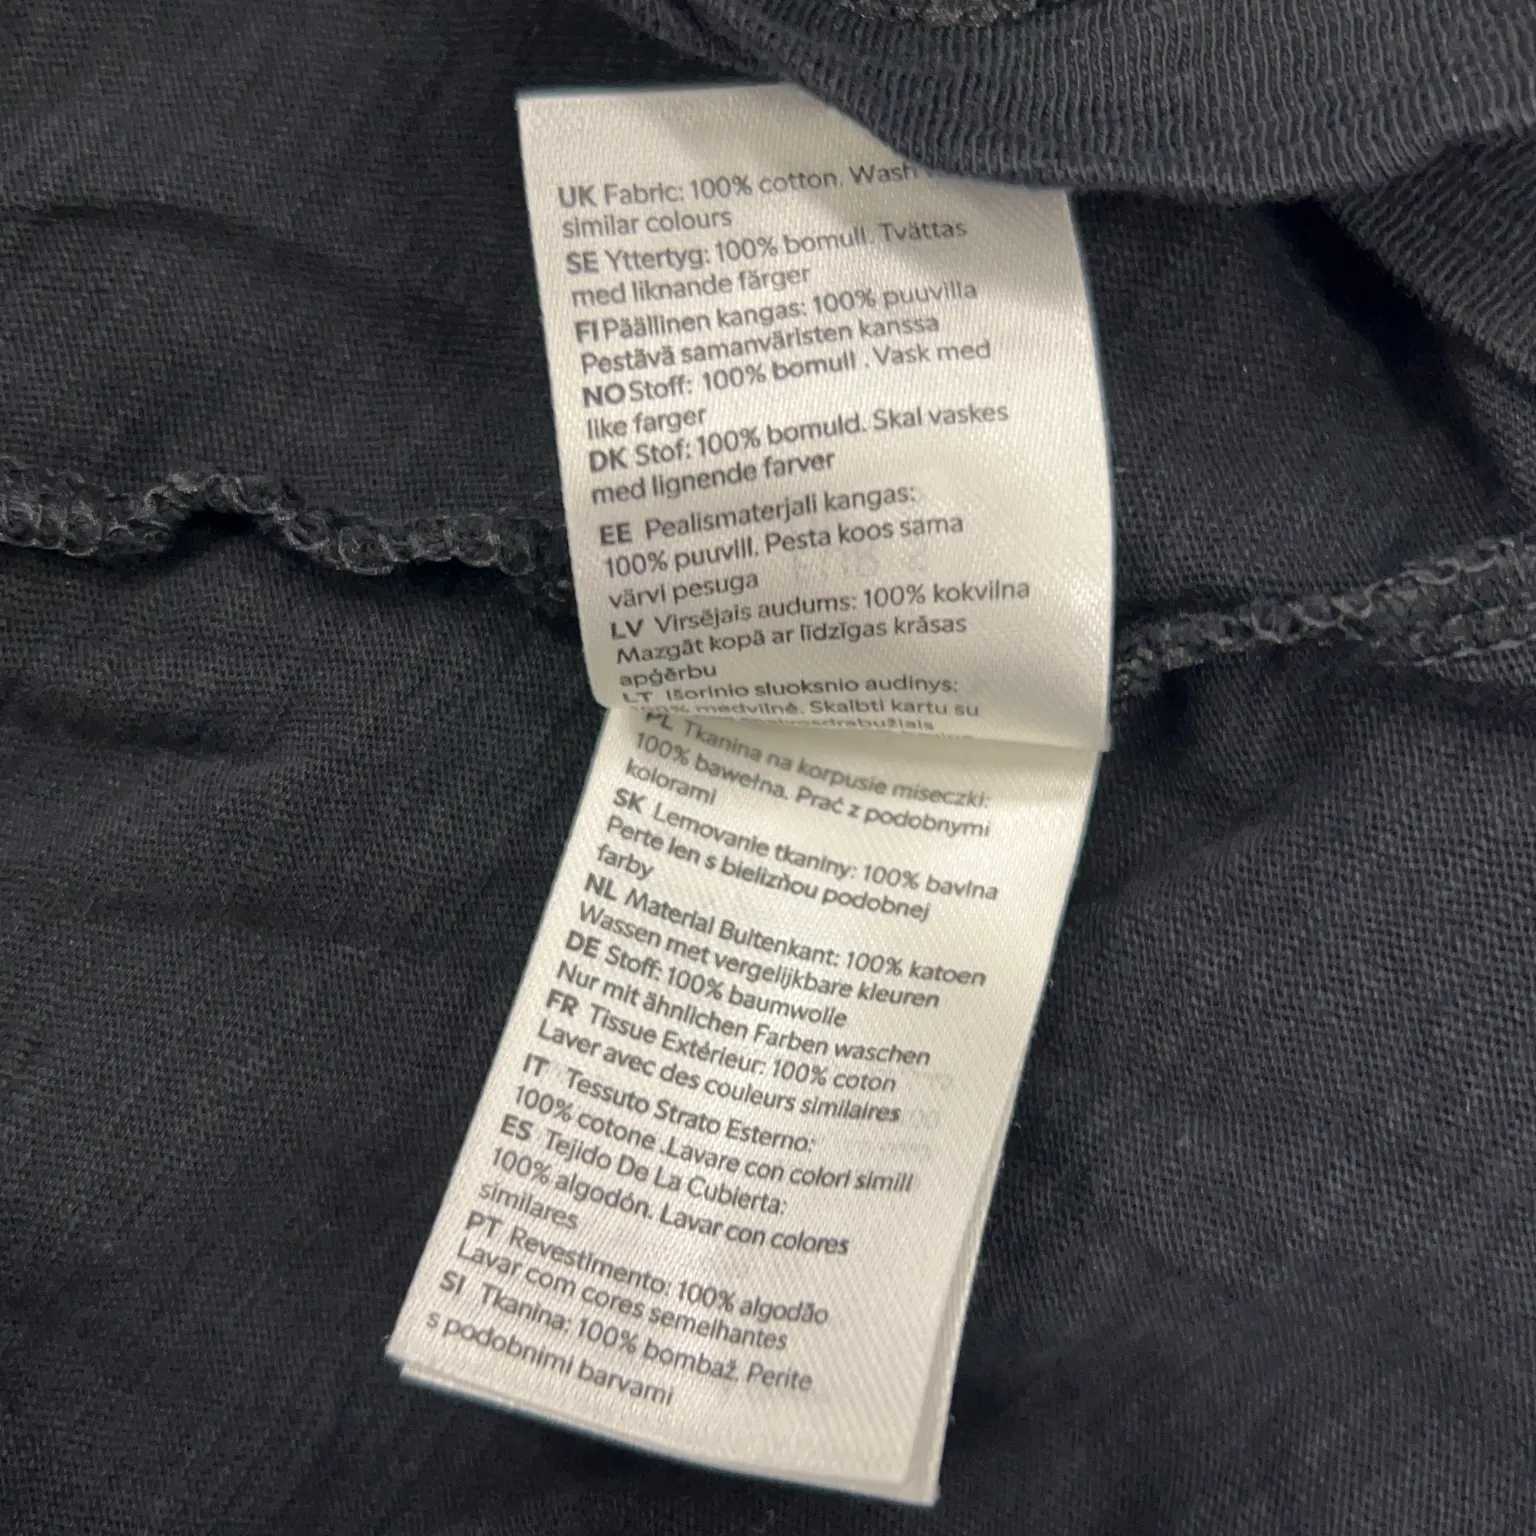 UK Fabric: 100% cotton. Wash
similar colours
SE Yttertyg: 100% bomull. Tvättas
med liknande färger
FI Päällinen kangas: 100% puuvilla
Pestävä samanväristen kanssa
NO Stoff: 100% bomull . Vask med
like farger
DK Stof: 100% bomuld. Skal vaskes
med lignende farver
EE Pealismaterjali kangas:
100% puuvill. Pesta koos sama
värvi pesuga
LV Virsējais audums: 100% kokvilna
Mazgāt kopā ar līdzīgas krāsas
apģērbu
LT Išorinio sluoksnio audinys:
100% medvilnė. Skalbti kartu su
PL Tkanina na korpusie miseczki:
100% bawełna. Prać z podobnymi
kolorami
SK Lemovanie tkaniny: 100% bavlna
Perte len s bielizňou podobnej
farby
NL Material Buitenkant: 100% katoen
Wassen met vergelijkbare kleuren
DE Stoff: 100% baumwolle
Nur mit ähnlichen Farben waschen
FR Tissue Extérieur: 100% coton
Laver avec des couleurs similaires
IT Tessuto Strato Esterno:
100% cotone .Lavare con colori simili
ES Tejido De La Cubierta:
100% algodón. Lavar con colores
similares
PT Revestimento: 100% algodão
Lavar com cores semelhantes
SI Tkanina: 100% bombaž. Perite
s podobnimi barvami